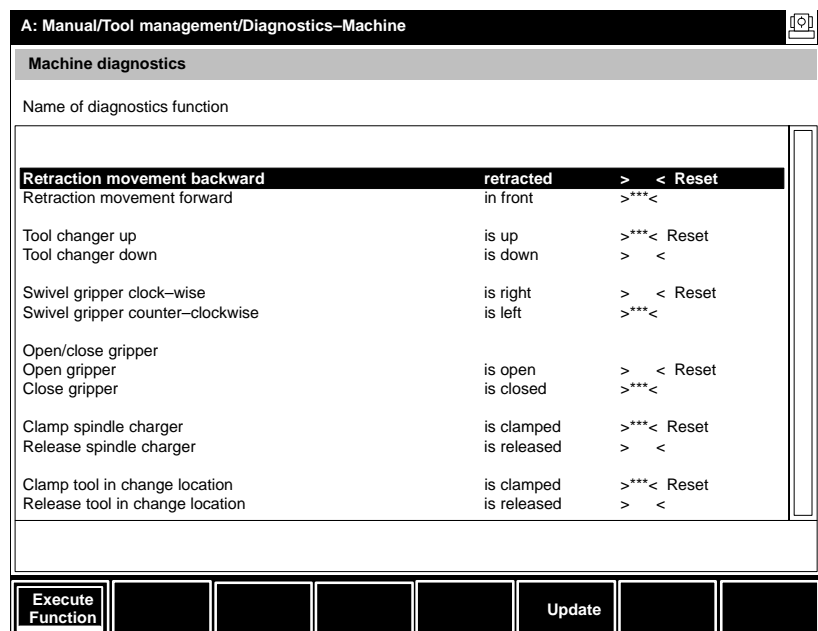 A: Manual/Tool management/Diagnostics–Machine
Machine diagnostics
Name of diagnostics function
Retraction movement backward retracted > < Reset
Retraction movement forward in front >***<
Tool changer up is up >***< Reset
Tool changer down is down > <
Swivel gripper clock–wise is right > < Reset
Swivel gripper counter–clockwise is left >***<
Open/close gripper
Open gripper is open > < Reset
Close gripper is closed >***<
Clamp spindle charger is clamped >***< Reset
Release spindle charger is released > <
Clamp tool in change location is clamped >***< Reset
Release tool in change location is released > <
Execute
Function
Update